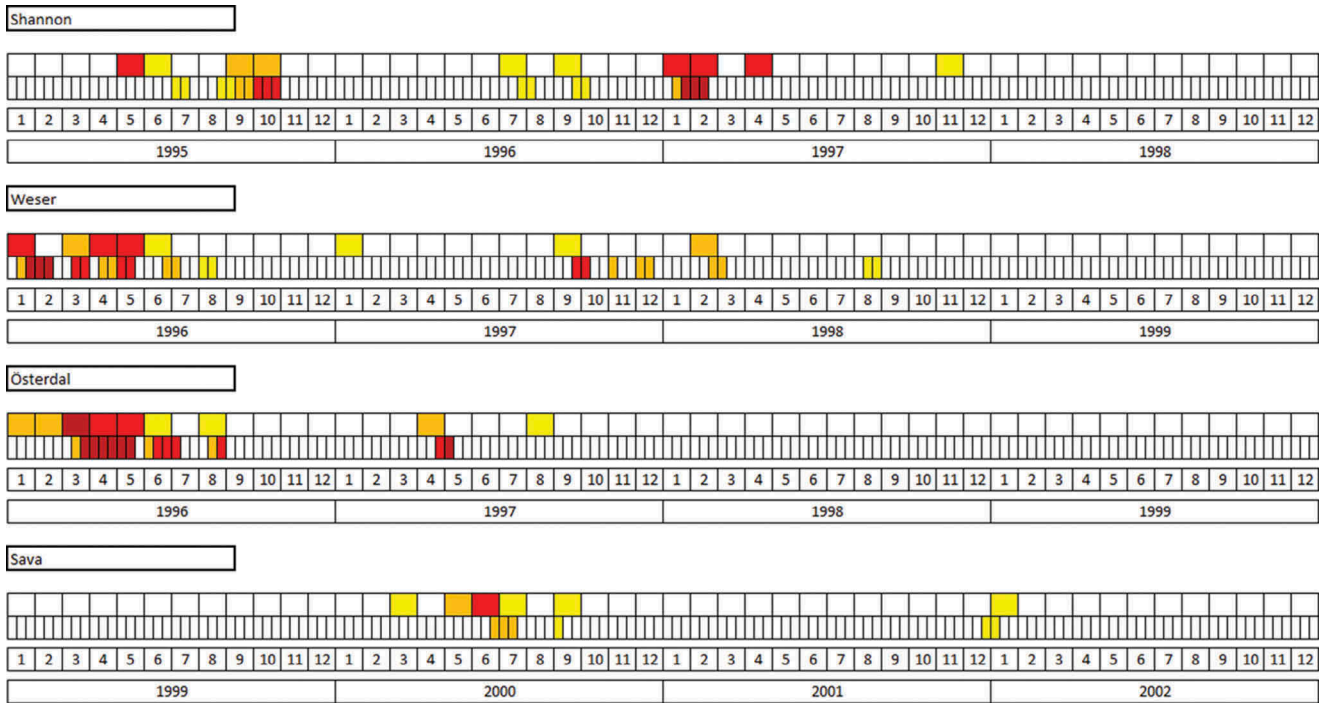 Shannon
1 2 3 4 5 6 7 8 9 10 11 12 1 2 3 4 5 6 7 8 9 10 11 12 1 2 3 4 5 6 7 8 9 10 11 12 1 2 3 4 5 6 7 8 9 10 11 12
1995 1996 1997 1998
Weser
1 2 3 4 5 6 7 8 9 10 11 12 1 2 3 4 5 6 7 8 9 10 11 12 1 2 3 4 5 6 7 8 9 10 11 12 1 2 3 4 5 6 7 8 9 10 11 12
1996 1997 1998 1999
Österdal
1 2 3 4 5 6 7 8 9 10 11 12 1 2 3 4 5 6 7 8 9 10 11 12 1 2 3 4 5 6 7 8 9 10 11 12 1 2 3 4 5 6 7 8 9 10 11 12
1996 1997 1998 1999
Sava
1 2 3 4 5 6 7 8 9 10 11 12 1 2 3 4 5 6 7 8 9 10 11 12 1 2 3 4 5 6 7 8 9 10 11 12 1 2 3 4 5 6 7 8 9 10 11 12
1999 2000 2001 2002